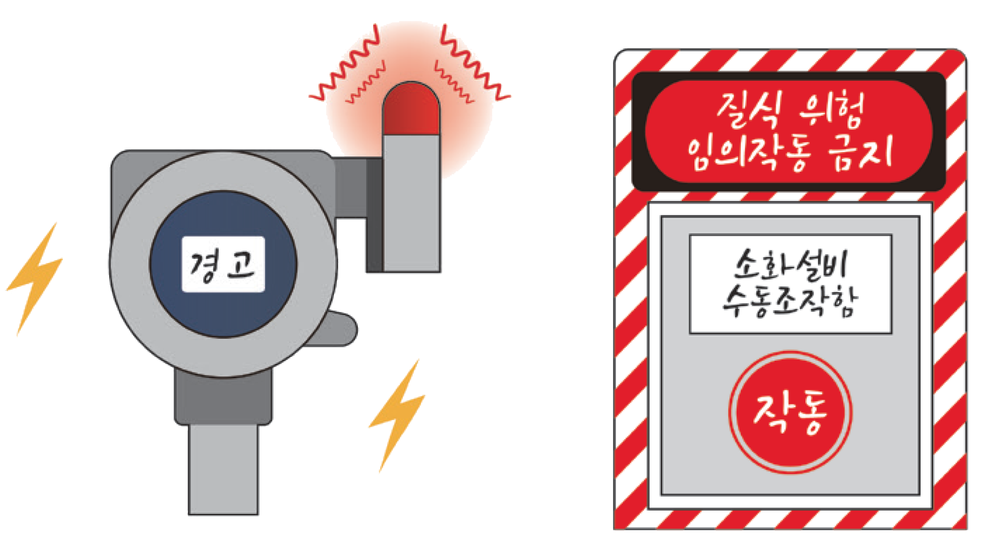 경고
질식 위험
임의작동 금지
소화설비
수동조작함
작동